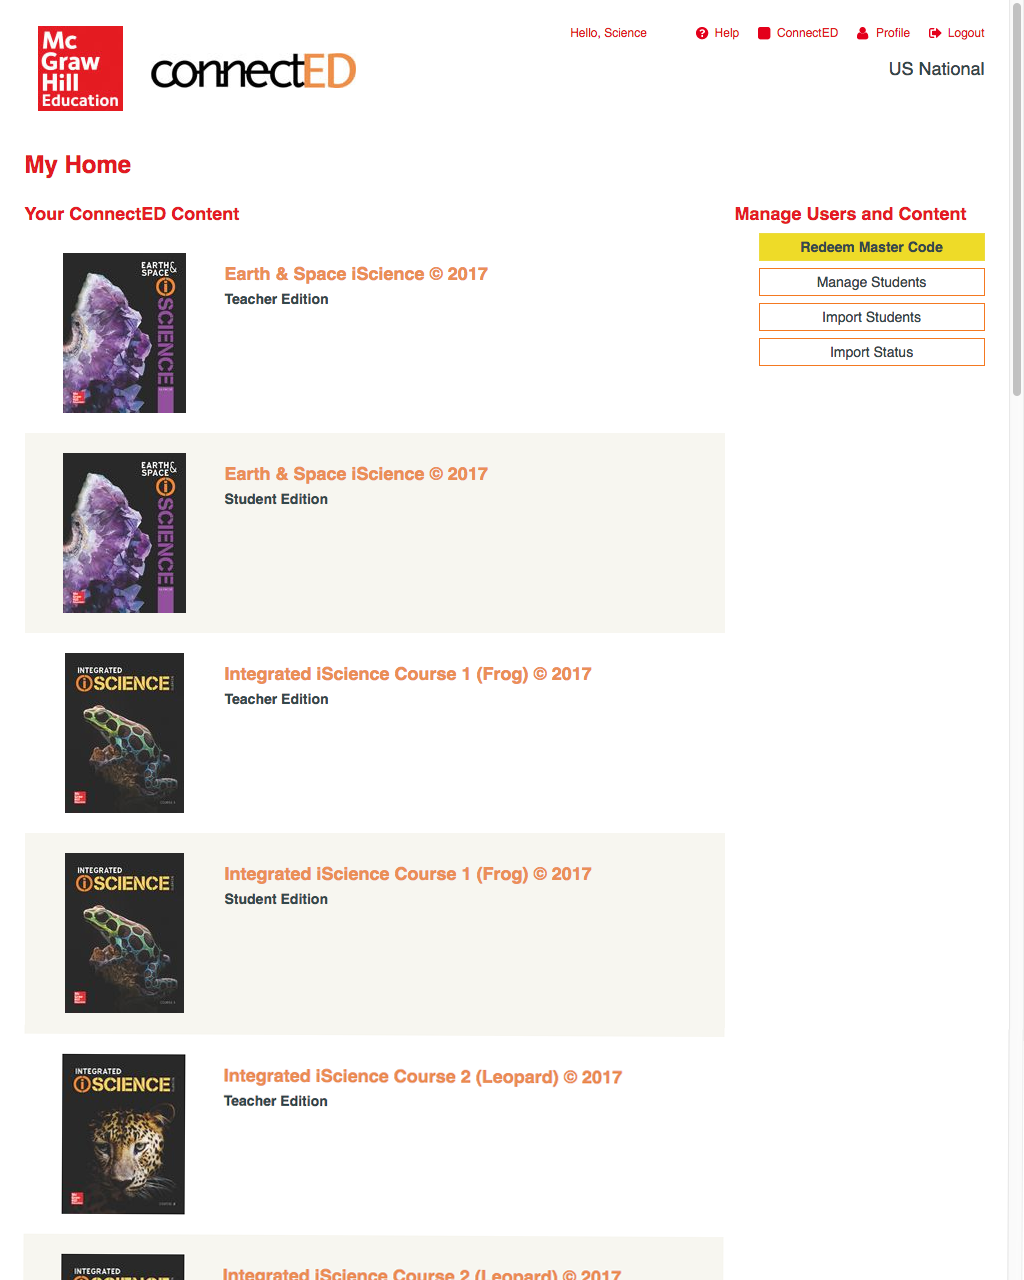 Mc
Graw
Hill
Education
connectED
Hello, Science
Help
ConnectED
Profile
Logout
US National
My Home
Your ConnectED Content
Manage Users and Content
Redeem Master Code
Manage Students
Import Students
Import Status
EARTH &
SPACE
iSCIENCE
Earth & Space iScience © 2017
Teacher Edition
EARTH &
SPACE
iSCIENCE
Earth & Space iScience © 2017
Student Edition
INTEGRATED
iSCIENCE
Integrated iScience Course 1 (Frog) © 2017
Teacher Edition
INTEGRATED
iSCIENCE
Integrated iScience Course 1 (Frog) © 2017
Student Edition
INTEGRATED
iSCIENCE
Integrated iScience Course 2 (Leopard) © 2017
Teacher Edition
INTEGRATED
iSCIENCE
Integrated iScience Course 2 (Leopard) © 2017